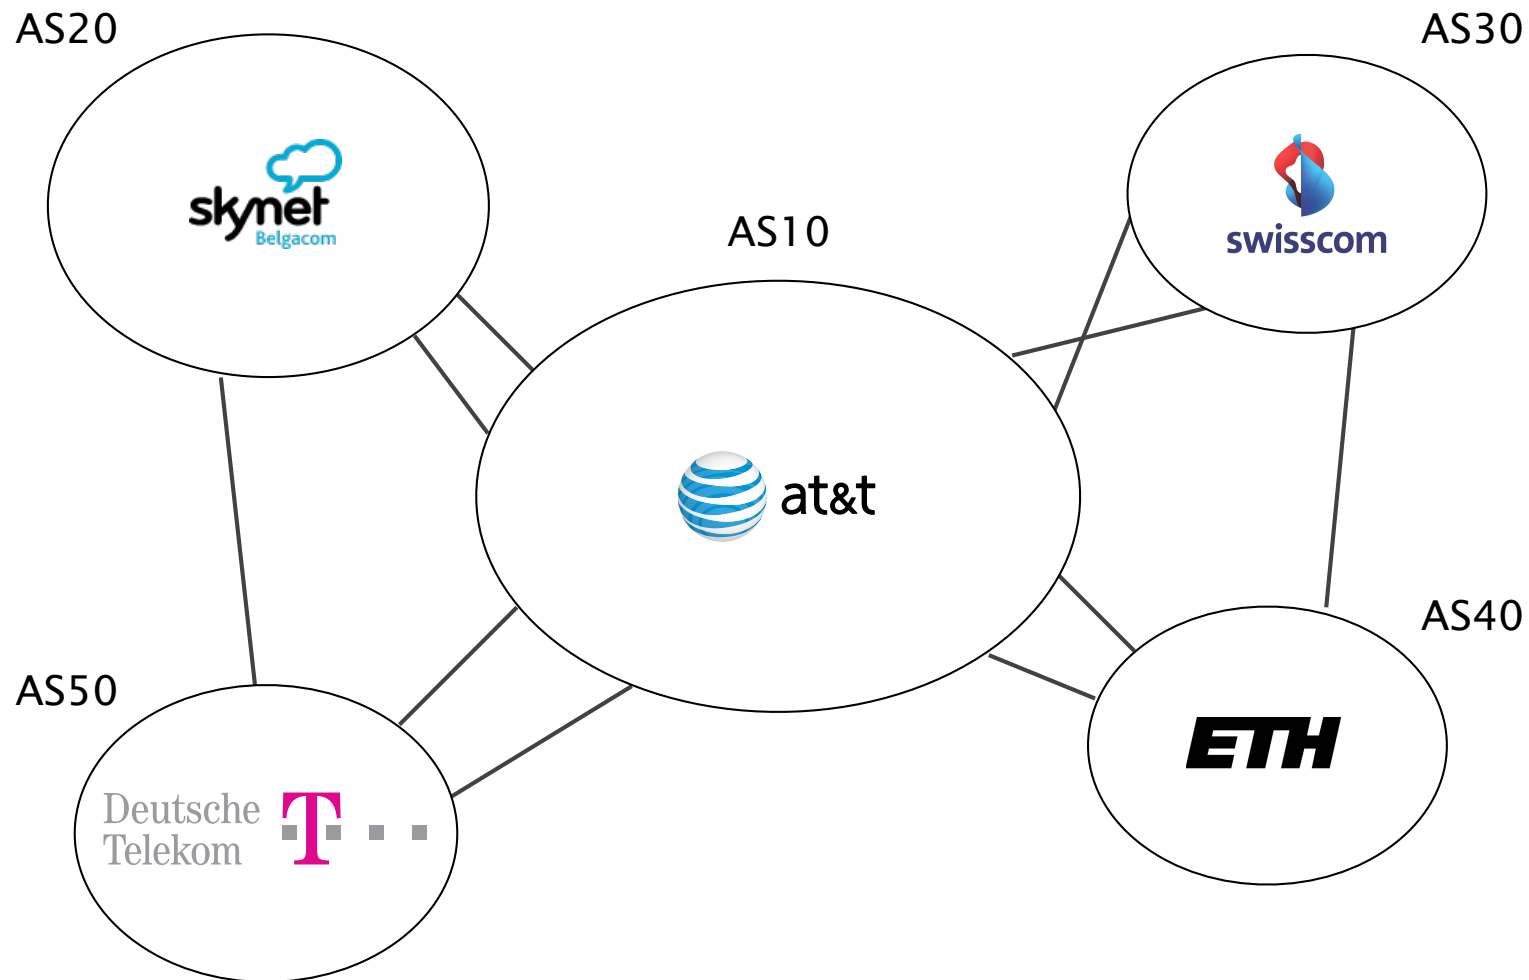 AS20
AS30
skynet
Belgacom
swisscom
AS10
at&t
AS40
ETH
AS50
Deutsche
Telekom
T